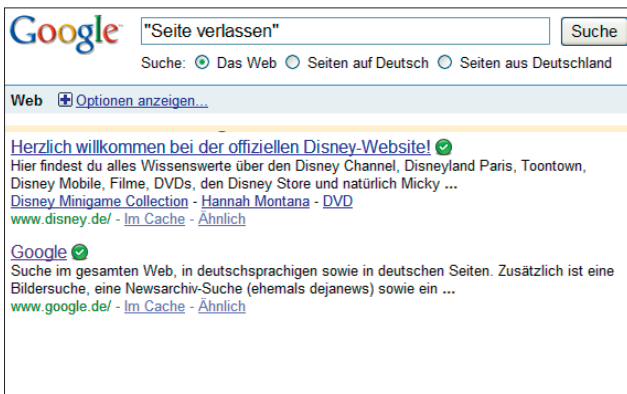 Google "Seite verlassen" Suche
Suche: Das Web Seiten auf Deutsch Seiten aus Deutschland
Web Optionen anzeigen...
Herzlich willkommen bei der offiziellen Disney-Website!
Hier findest du alles Wissenswerte über den Disney Channel, Disneyland Paris, Toontown,
Disney Mobile, Filme, DVDs, den Disney Store und natürlich Micky ...
Disney Minigame Collection - Hannah Montana - DVD
www.disney.de/ - Im Cache - Ähnlich
Google
Suche im gesamten Web, in deutschsprachigen sowie in deutschen Seiten. Zusätzlich ist eine
Bildersuche, eine Newsarchiv-Suche (ehemals dejanews) sowie ein ...
www.google.de/ - Im Cache - Ähnlich